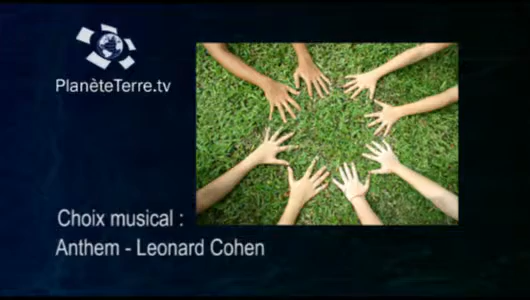 PlanèteTerre.tv
Choix musical :
Anthem - Leonard Cohen